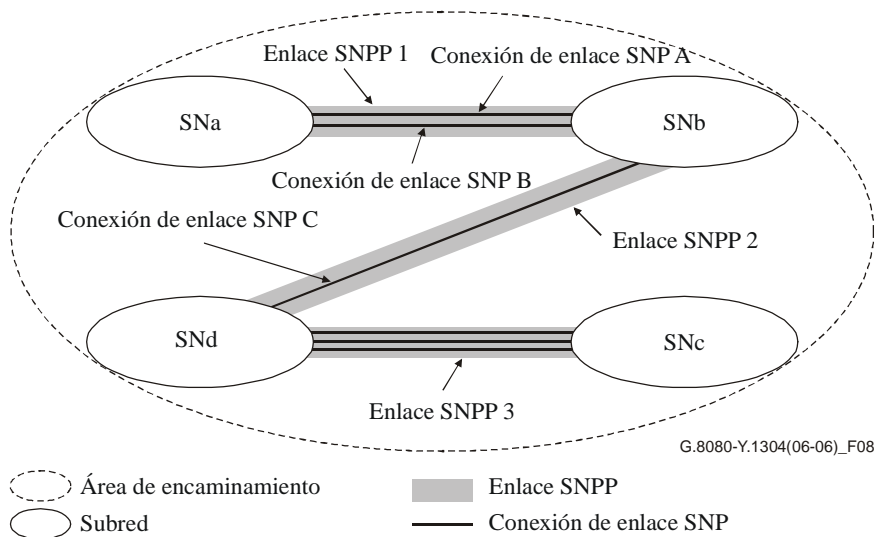 Enlace SNPP 1
Conexión de enlace SNP A
SNa
SNb
Conexión de enlace SNP B
Conexión de enlace SNP C
Enlace SNPP 2
SNd
SNc
Enlace SNPP 3
G.8080-Y.1304(06-06)_F08
Área de encaminamiento
Enlace SNPP
Subred
Conexión de enlace SNP